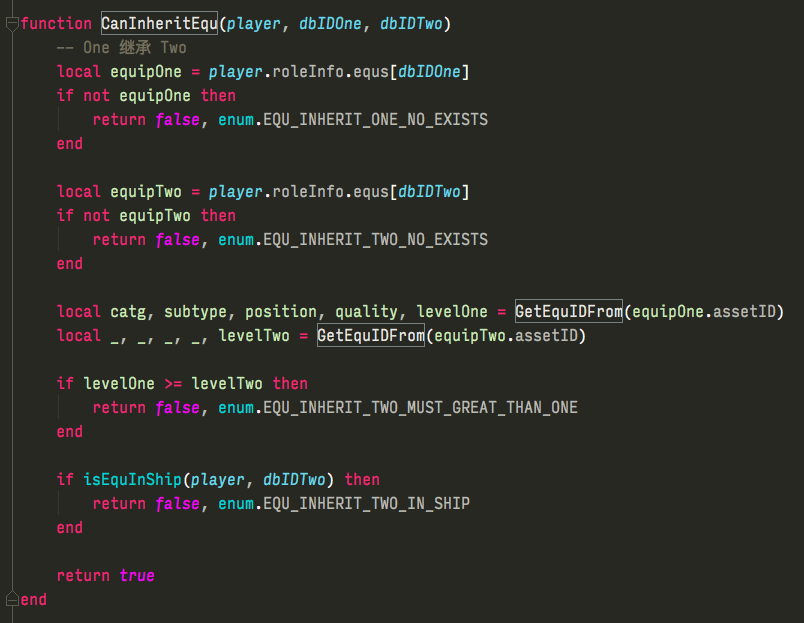 function CanInheritEqu(player, dbIDOne, dbIDTwo)
-- One 继承 Two
local equipOne = player.roleInfo.equs[dbIDOne]
if not equipOne then
return false, enum.EQU_INHERIT_ONE_NO_EXISTS
end
local equipTwo = player.roleInfo.equs[dbIDTwo]
if not equipTwo then
return false, enum.EQU_INHERIT_TWO_NO_EXISTS
end
local catg, subtype, position, quality, levelOne = GetEquIDFrom(equipOne.assetID)
local _, _, _, _, levelTwo = GetEquIDFrom(equipTwo.assetID)
if levelOne >= levelTwo then
return false, enum.EQU_INHERIT_TWO_MUST_GREAT_THAN_ONE
end
if isEquInShip(player, dbIDTwo) then
return false, enum.EQU_INHERIT_TWO_IN_SHIP
end
return true
end